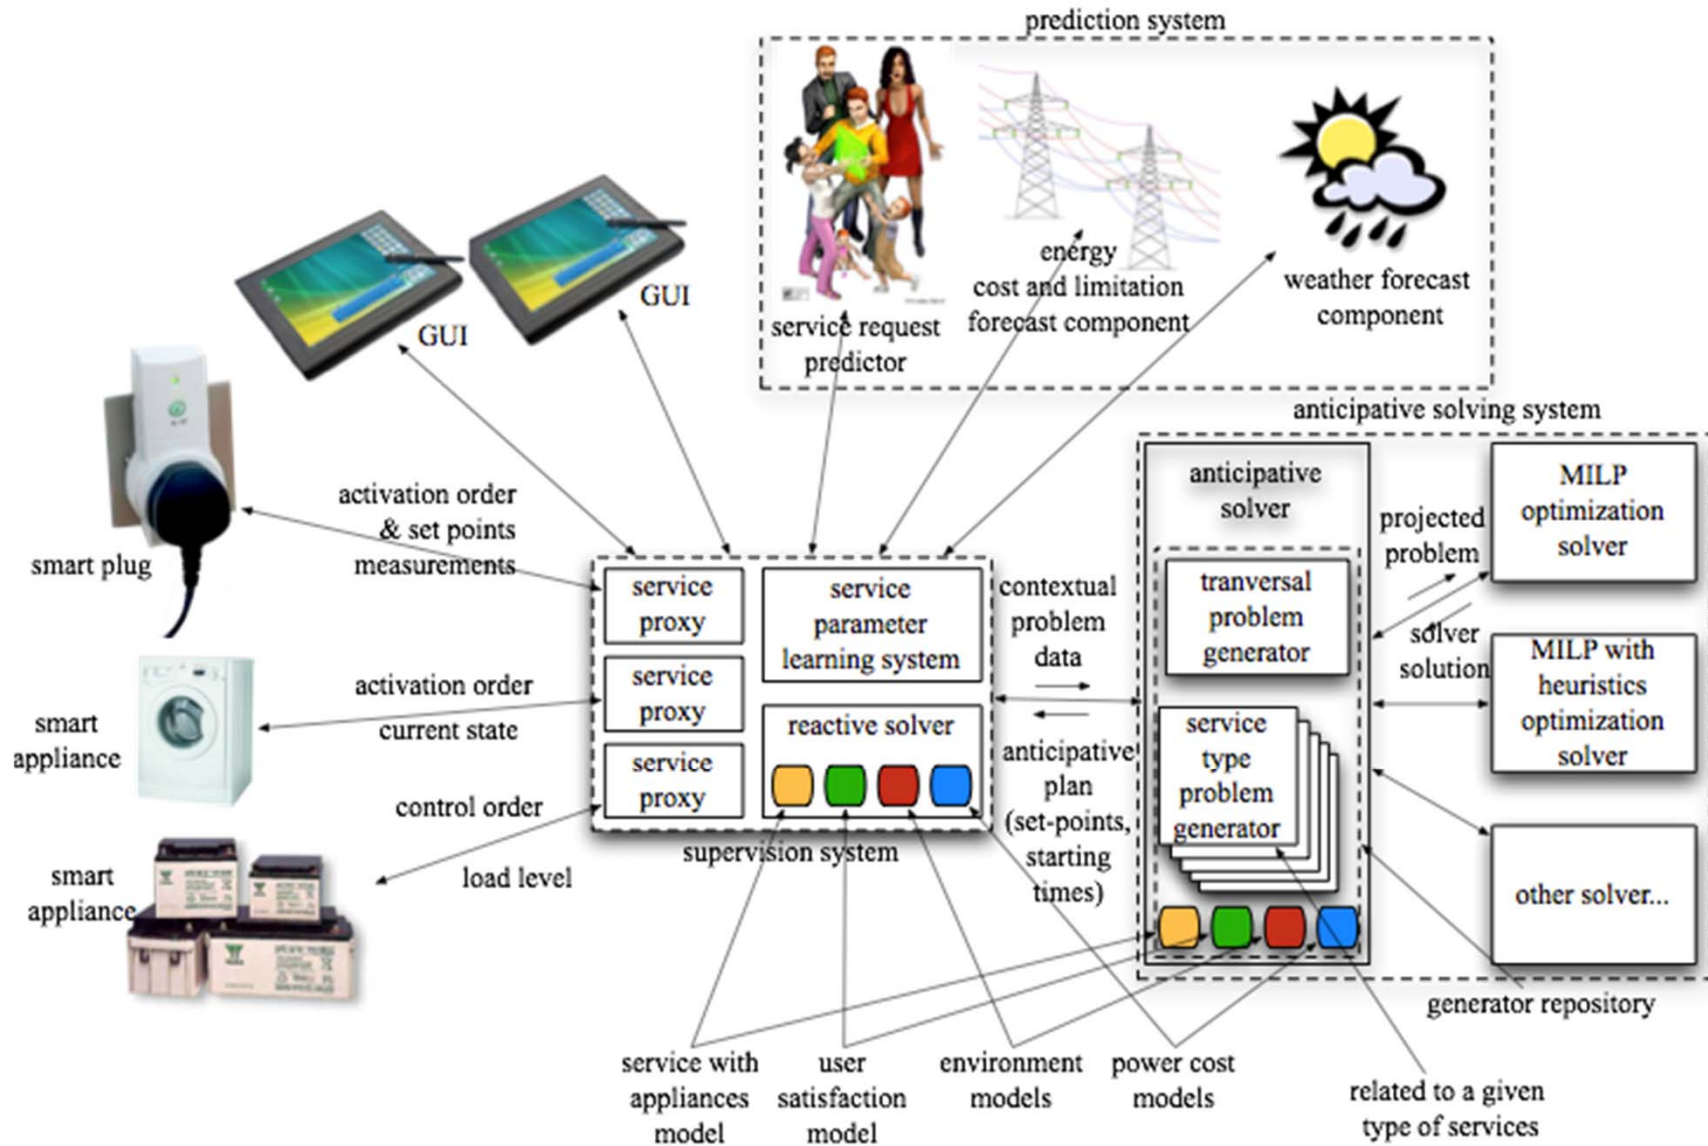 prediction system
GUI
GUI
service request
predictor
energy
cost and limitation
forecast component
weather forecast
component
anticipative solving system
smart plug
activation order
& set points
measurements
smart
appliance
activation order
current state
smart
appliance
control order
load level
service
proxy
service
proxy
service
proxy
service
parameter
learning system
reactive solver
supervision system
contextual
problem
data
anticipative
plan
(set-points,
starting
times)
anticipative
solver
tranversal
problem
generator
service
type
problem
generator
projected
problem
solver
solution
MILP
optimization
solver
MILP with
heuristics
optimization
solver
other solver...
generator repository
service with
appliances
model
user
satisfaction
model
environment
models
power cost
models
related to a given
type of services